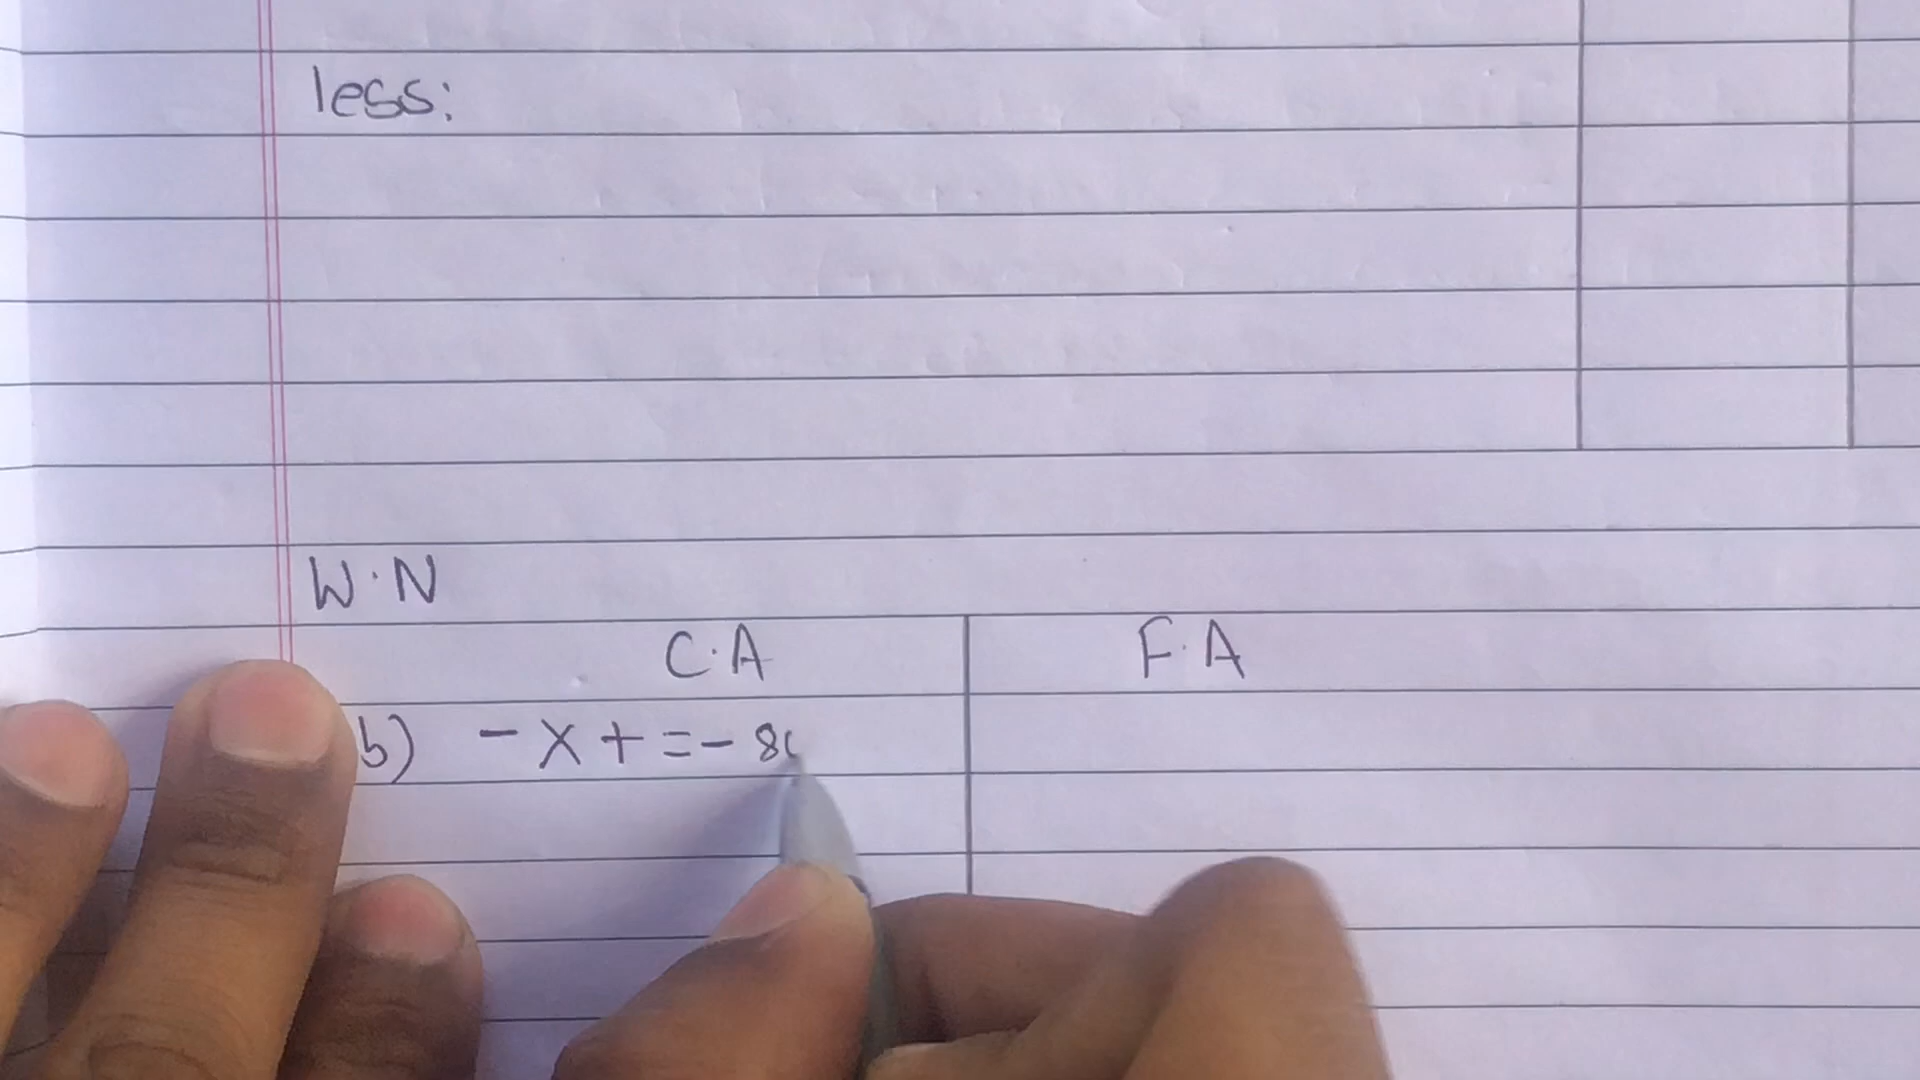 less:
W.N
C.A F.A
b) - X + = - 8